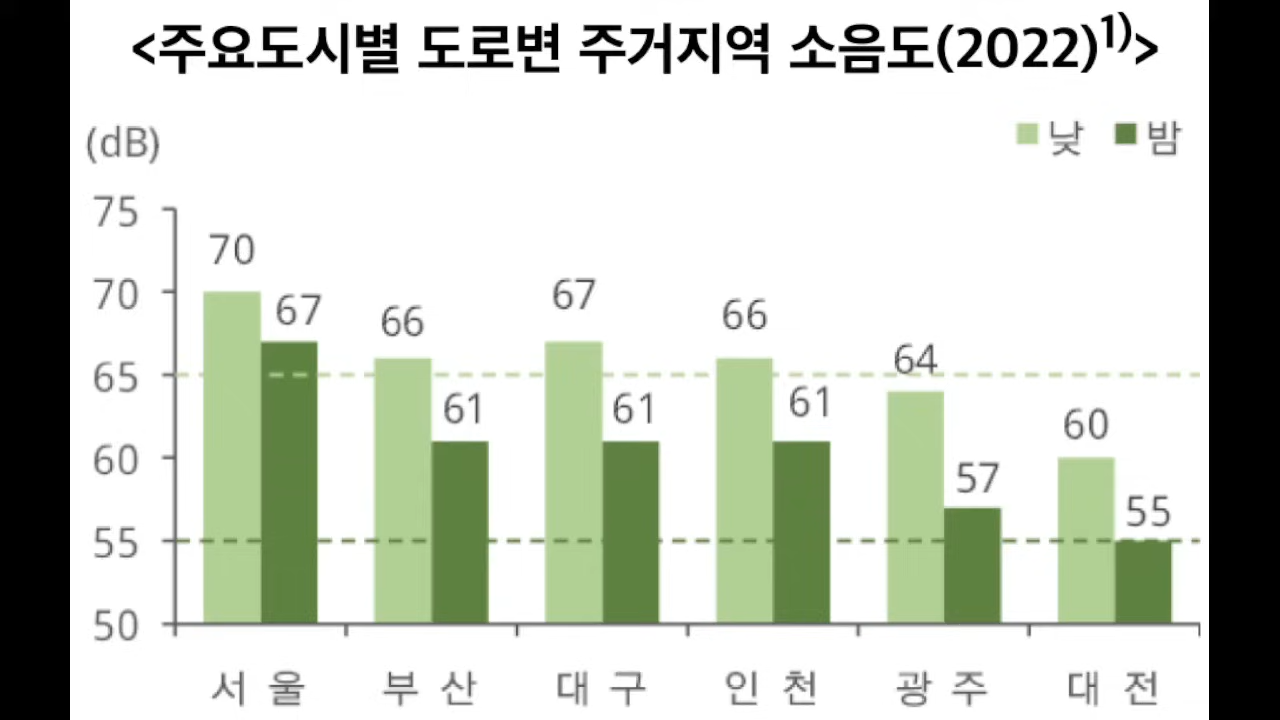 <주요도시별 도로변 주거지역 소음도(2022)1)>
(dB)
낮 밤
75
70
65
60
55
50
70 67 66 61 67 61 66 61 64 57 60 55
서울 부산 대구 인천 광주 대전